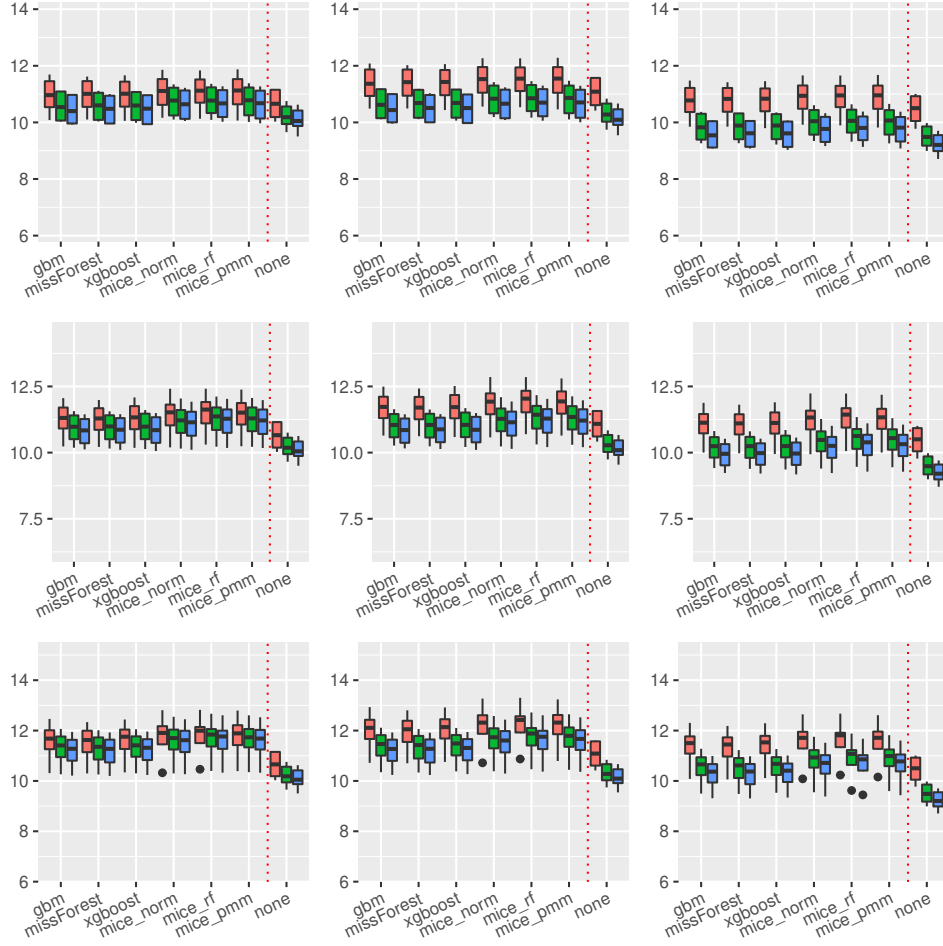 14
12
10
8
6
gbm
missForest
xgboost
mice_norm
mice_rf
mice_pmm
none
14
12
10
8
6
gbm
missForest
xgboost
mice_norm
mice_rf
mice_pmm
none
14
12
10
8
6
gbm
missForest
xgboost
mice_norm
mice_rf
mice_pmm
none
12.5
10.0
7.5
gbm
missForest
xgboost
mice_norm
mice_rf
mice_pmm
none
12.5
10.0
7.5
gbm
missForest
xgboost
mice_norm
mice_rf
mice_pmm
none
12.5
10.0
7.5
gbm
missForest
xgboost
mice_norm
mice_rf
mice_pmm
none
14
12
10
8
6
gbm
missForest
xgboost
mice_norm
mice_rf
mice_pmm
none
14
12
10
8
6
gbm
missForest
xgboost
mice_norm
mice_rf
mice_pmm
none
14
12
10
8
6
gbm
missForest
xgboost
mice_norm
mice_rf
mice_pmm
none